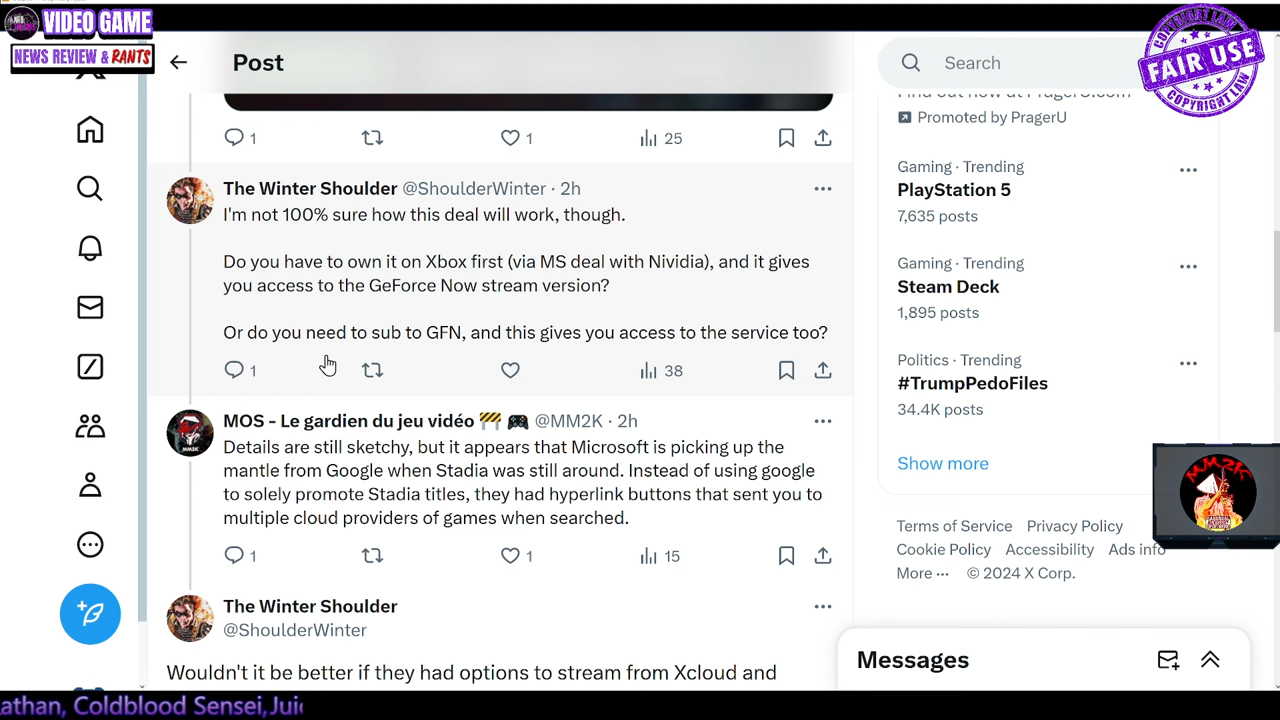 VIDEO GAME
NEWS REVIEW & RANTS
Post
Search
COPYRIGHT LAW
FAIR USE
COPYRIGHT LAW
Promoted by PragerU
1
1
25
The Winter Shoulder @ShoulderWinter · 2h
I'm not 100% sure how this deal will work, though.
Do you have to own it on Xbox first (via MS deal with Nividia), and it gives
you access to the GeForce Now stream version?
Or do you need to sub to GFN, and this gives you access to the service too?
1
38
MOS - Le gardien du jeu vidéo 🚧 🎮 @MM2K · 2h
Details are still sketchy, but it appears that Microsoft is picking up the
mantle from Google when Stadia was still around. Instead of using google
to solely promote Stadia titles, they had hyperlink buttons that sent you to
multiple cloud providers of games when searched.
1
1
15
The Winter Shoulder
@ShoulderWinter
Wouldn't it be better if they had options to stream from Xcloud and
Gaming · Trending
PlayStation 5
7,635 posts
Gaming · Trending
Steam Deck
1,895 posts
Politics · Trending
#TrumpPedoFiles
34.4K posts
Show more
MM2K
Terms of Service Privacy Policy
Cookie Policy Accessibility Ads info
More ··· © 2024 X Corp.
Messages
athan, Coldblood Sensei,Jui